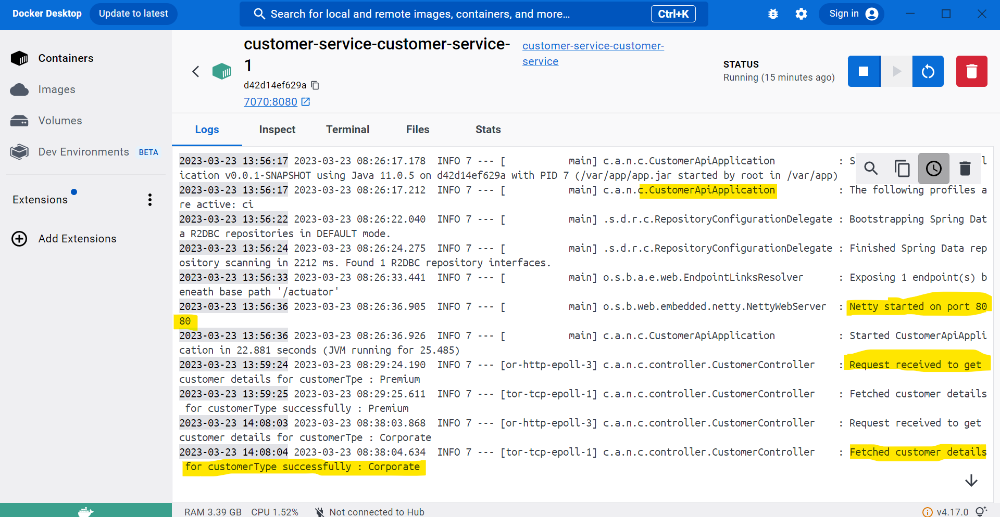 Docker Desktop
Update to latest
Search for local and remote images, containers, and more...
Ctrl+K
Sign in
Containers
Images
Volumes
Dev Environments BETA
Extensions
Add Extensions
customer-service-customer-service-
1
customer-service-customer-
service
d42d14ef629a
7070:8080
STATUS
Running (15 minutes ago)
Logs
Inspect
Terminal
Files
Stats
2023-03-23 13:56:17 2023-03-23 08:26:17.178  INFO 7 --- [           main] c.a.n.c.CustomerApiApplication           :
ication v0.0.1-SNAPSHOT using Java 11.0.5 on d42d14ef629a with PID 7 (/var/app/app.jar started by root in /var/app)
2023-03-23 13:56:17 2023-03-23 08:26:17.212  INFO 7 --- [           main] c.a.n.c.CustomerApiApplication           : The following profiles a
re active: ci
2023-03-23 13:56:22 2023-03-23 08:26:22.040  INFO 7 --- [           main] .s.d.r.c.RepositoryConfigurationDelegate : Bootstrapping Spring Dat
a R2DBC repositories in DEFAULT mode.
2023-03-23 13:56:24 2023-03-23 08:26:24.275  INFO 7 --- [           main] .s.d.r.c.RepositoryConfigurationDelegate : Finished Spring Data rep
ository scanning in 2212 ms. Found 1 R2DBC repository interfaces.
2023-03-23 13:56:33 2023-03-23 08:26:33.441  INFO 7 --- [           main] o.s.b.a.e.web.EndpointLinksResolver      : Exposing 1 endpoint(s) b
eneath base path '/actuator'
2023-03-23 13:56:36 2023-03-23 08:26:36.905  INFO 7 --- [           main] o.s.b.web.embedded.netty.NettyWebServer  : Netty started on port 80
80
2023-03-23 13:56:36 2023-03-23 08:26:36.926  INFO 7 --- [           main] c.a.n.c.CustomerApiApplication           : Started CustomerApiAppli
cation in 22.881 seconds (JVM running for 25.485)
2023-03-23 13:59:24 2023-03-23 08:29:24.190  INFO 7 --- [or-http-epoll-3] c.a.n.c.controller.CustomerController    : Request received to get
customer details for customerTpe : Premium
2023-03-23 13:59:25 2023-03-23 08:29:25.611  INFO 7 --- [tor-tcp-epoll-1] c.a.n.c.controller.CustomerController    : Fetched customer details
for customerType successfully : Premium
2023-03-23 14:08:03 2023-03-23 08:38:03.868  INFO 7 --- [or-http-epoll-3] c.a.n.c.controller.CustomerController    : Request received to get
customer details for customerTpe : Corporate
2023-03-23 14:08:04 2023-03-23 08:38:04.634  INFO 7 --- [tor-tcp-epoll-1] c.a.n.c.controller.CustomerController    : Fetched customer details
for customerType successfully : Corporate
RAM 3.39 GB
CPU 1.52%
Not connected to Hub
v4.17.0